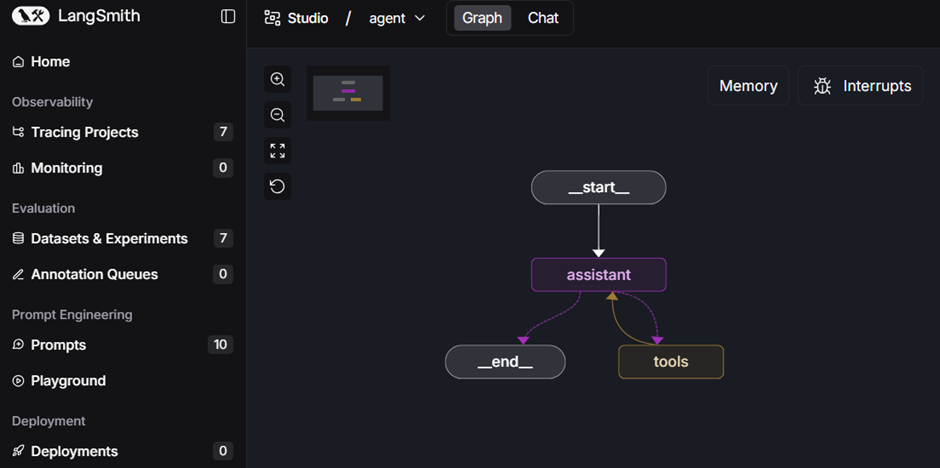 LangSmith
Home
Observability
Tracing Projects 7
Monitoring 0
Evaluation
Datasets & Experiments 7
Annotation Queues 0
Prompt Engineering
Prompts 10
Playground
Deployment
Deployments 0
Studio / agent
Graph Chat
Memory Interrupts
__start__
assistant
__end__ tools